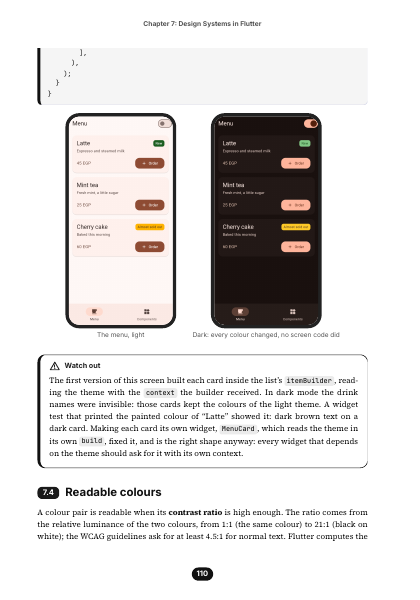 Chapter 7: Design Systems in Flutter
],
),
);
}
}
Menu
Latte
New
Espresso and steamed milk
45 EGP
+ Order
Mint tea
Fresh mint, a little sugar
25 EGP
+ Order
Cherry cake
Almost sold out
Baked this morning
60 EGP
+ Order
Menu
Components
Menu
Latte
New
Espresso and steamed milk
45 EGP
+ Order
Mint tea
Fresh mint, a little sugar
25 EGP
+ Order
Cherry cake
Almost sold out
Baked this morning
60 EGP
+ Order
Menu
Components
The menu, light
Dark: every colour changed, no screen code did
Watch out
The first version of this screen built each card inside the list's itemBuilder, read-
ing the theme with the context the builder received. In dark mode the drink
names were invisible: those cards kept the colours of the light theme. A widget
test that printed the painted colour of "Latte" showed it: dark brown text on a
dark card. Making each card its own widget, MenuCard, which reads the theme in
its own build, fixed it, and is the right shape anyway: every widget that depends
on the theme should ask for it with its own context.
7.4 Readable colours
A colour pair is readable when its contrast ratio is high enough. The ratio comes from
the relative luminance of the two colours, from 1:1 (the same colour) to 21:1 (black on
white); the WCAG guidelines ask for at least 4.5:1 for normal text. Flutter computes the
110